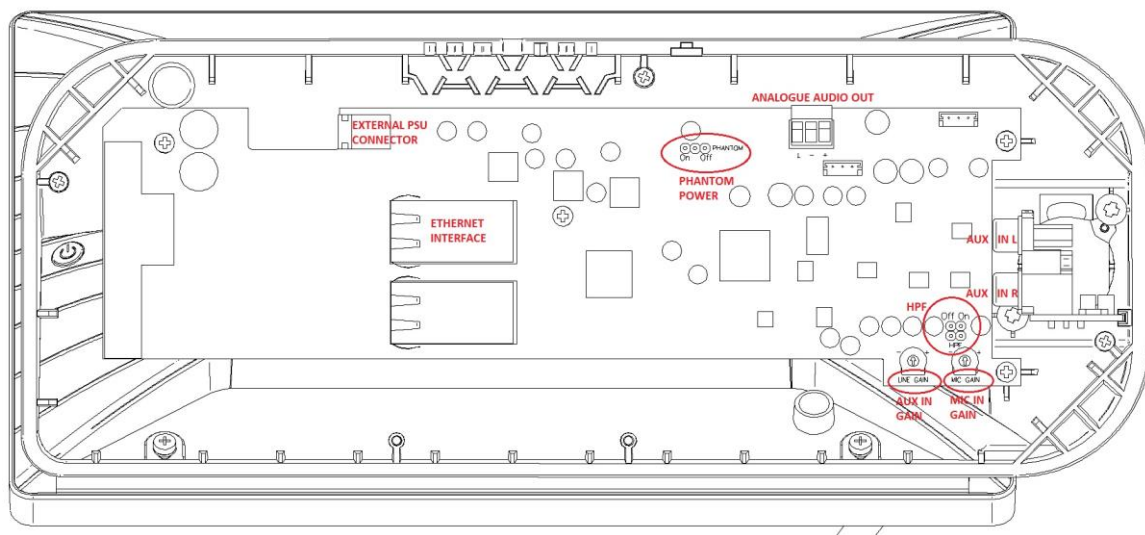 ANALOGUE AUDIO OUT
EXTERNAL PSU
CONNECTOR
PHANTOM
On Off
L − +
PHANTOM
POWER
ETHERNET
INTERFACE
AUX IN L
AUX IN R
HPF
Off On
HPF
− +
− +
LINE GAIN
MIC GAIN
AUX IN
GAIN
MIC IN
GAIN